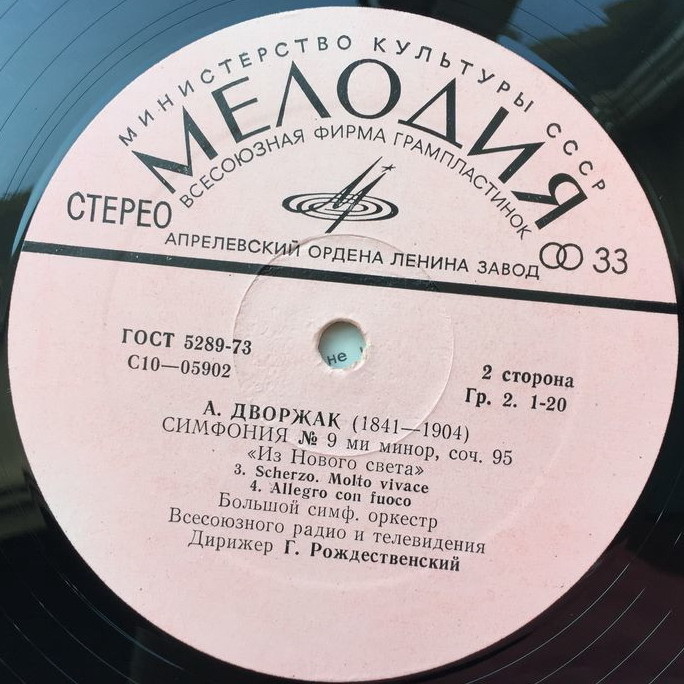 МИНИСТЕРСТВО КУЛЬТУРЫ СССР
МЕЛОДИЯ
ВСЕСОЮЗНАЯ ФИРМА ГРАМПЛАСТИНОК
СТЕРЕО
АПРЕЛЕВСКИЙ ОРДЕНА ЛЕНИНА ЗАВОД
33
не
ГОСТ 5289-73
С10—05902
2 сторона
Гр. 2. 1-20
А. ДВОРЖАК (1841—1904)
СИМФОНИЯ № 9 ми минор, соч. 95
«Из Нового света»
3. Scherzo. Molto vivace
4. Allegro con fuoco
Большой симф. оркестр
Всесоюзного радио и телевидения
Дирижер Г. Рождественский